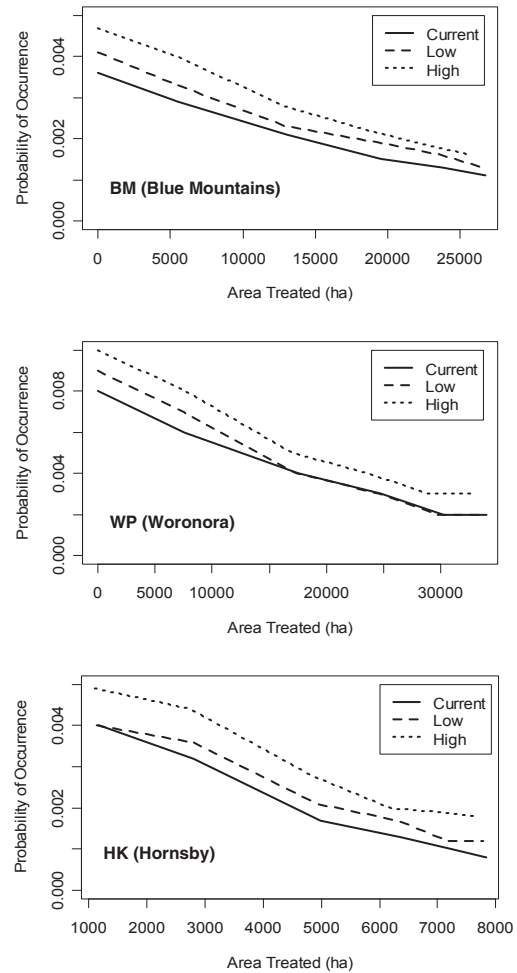 Probability of Occurrence
0.000 0.002 0.004
Current
Low
High
BM (Blue Mountains)
0 5000 10000 15000 20000 25000
Area Treated (ha)
Probability of Occurrence
0.000 0.004 0.008
Current
Low
High
WP (Woronora)
0 5000 10000 20000 30000
Area Treated (ha)
Probability of Occurrence
0.000 0.002 0.004
Current
Low
High
HK (Hornsby)
1000 2000 3000 4000 5000 6000 7000 8000
Area Treated (ha)